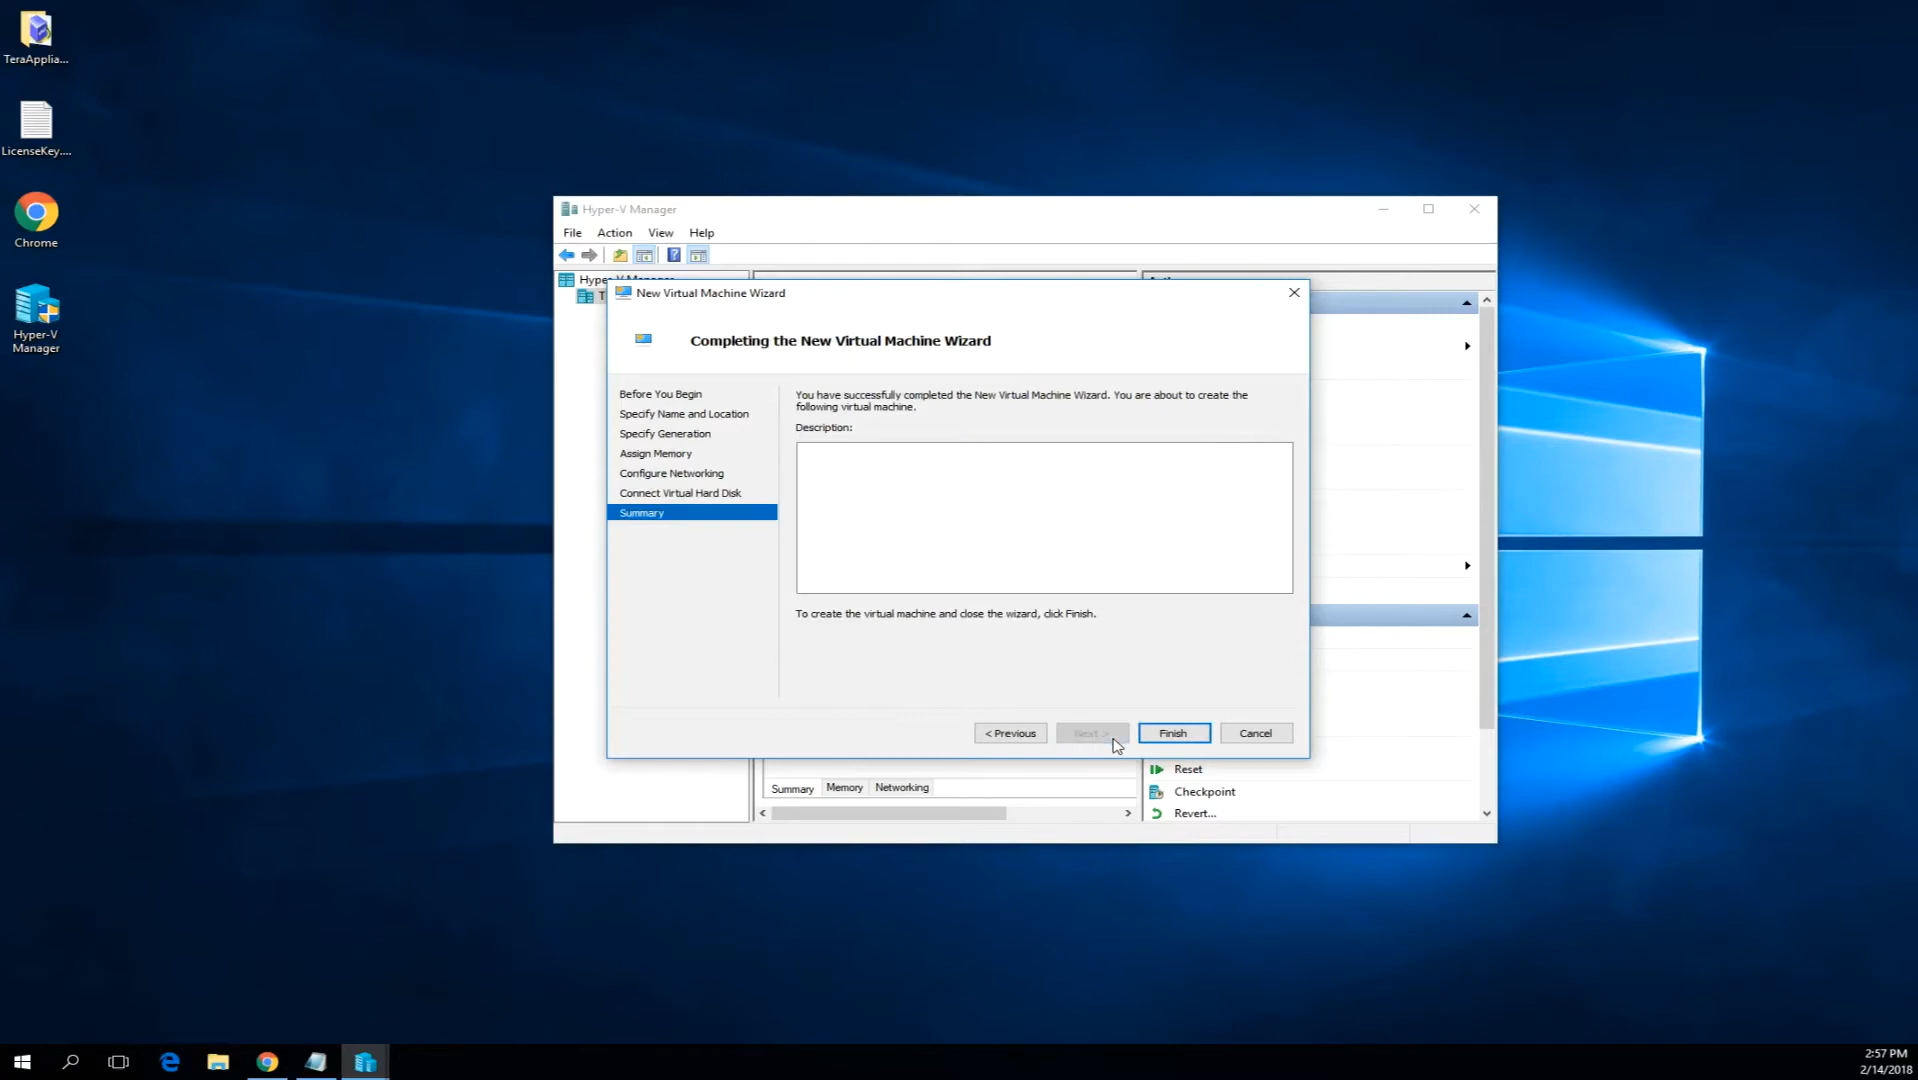 TeraApplia...
LicenseKey....
Chrome
Hyper-V
Manager
Hyper-V Manager
File Action View Help
New Virtual Machine Wizard
Completing the New Virtual Machine Wizard
Before You Begin
Specify Name and Location
Specify Generation
Assign Memory
Configure Networking
Connect Virtual Hard Disk
Summary
You have successfully completed the New Virtual Machine Wizard. You are about to create the
following virtual machine.
Description:
To create the virtual machine and close the wizard, click Finish.
< Previous
Next >
Finish
Cancel
Summary Memory Networking
Reset
Checkpoint
Revert...
2:57 PM
2/14/2018